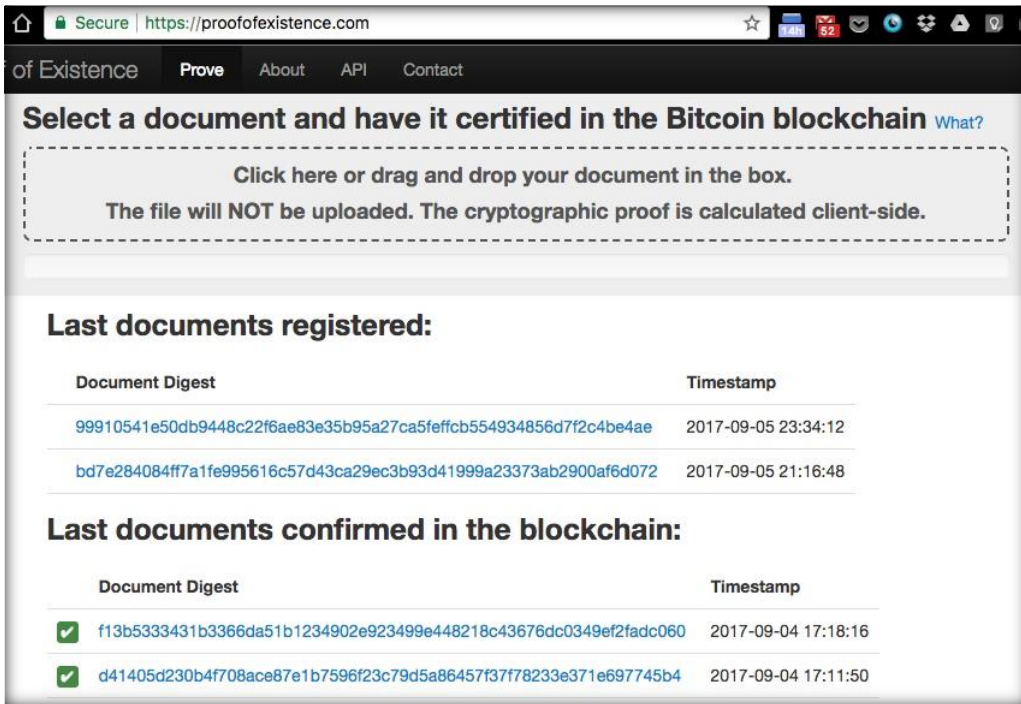 Secure | https://proofofexistence.com
14h 52
of Existence Prove About API Contact
Select a document and have it certified in the Bitcoin blockchain What?
Click here or drag and drop your document in the box.
The file will NOT be uploaded. The cryptographic proof is calculated client-side.
Last documents registered:
Document Digest Timestamp
99910541e50db9448c22f6ae83e35b95a27ca5feffcb554934856d7f2c4be4ae 2017-09-05 23:34:12
bd7e284084ff7a1fe995616c57d43ca29ec3b93d41999a23373ab2900af6d072 2017-09-05 21:16:48
Last documents confirmed in the blockchain:
Document Digest Timestamp
f13b5333431b3366da51b1234902e923499e448218c43676dc0349ef2fadc060 2017-09-04 17:18:16
d41405d230b4f708ace87e1b7596f23c79d5a86457f37f78233e371e697745b4 2017-09-04 17:11:50